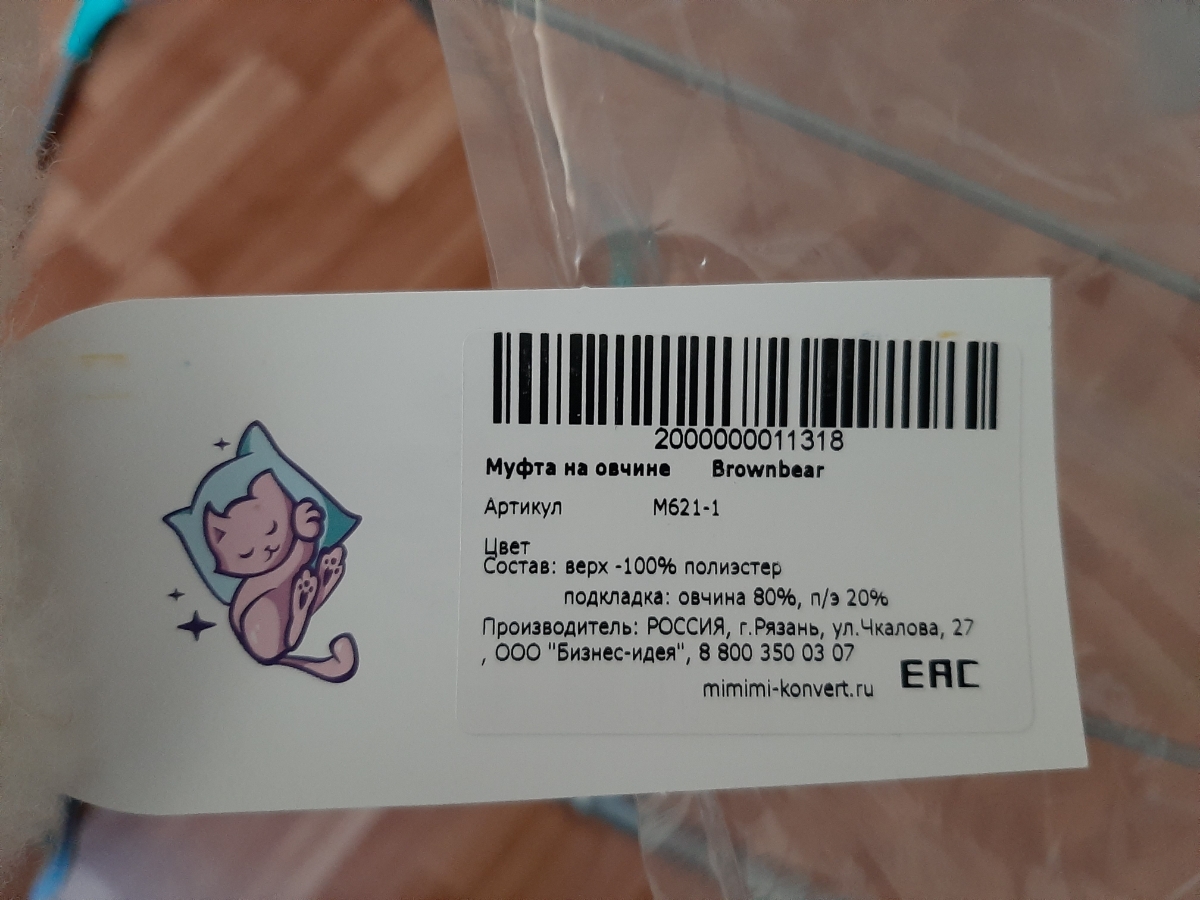 2000000011318
Муфта на овчине Brownbear
Артикул М621-1
Цвет
Состав: верх -100% полиэстер
подкладка: овчина 80%, п/э 20%
Производитель: РОССИЯ, г.Рязань, ул.Чкалова, 27
, ООО "Бизнес-идея", 8 800 350 03 07
EAC
mimimi-konvert.ru